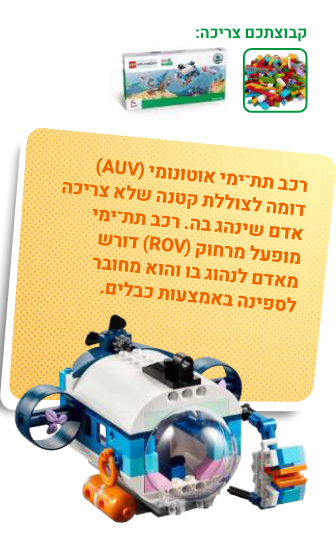 קבוצתכם צריכה:
רכב תת־ימי אוטונומי (AUV)
דומה לצוללת קטנה שלא צריכה
אדם שינהג בה. רכב תת־ימי
מופעל מרחוק (ROV) דורש
מאדם לנהוג בו והוא מחובר
לספינה באמצעות כבלים.